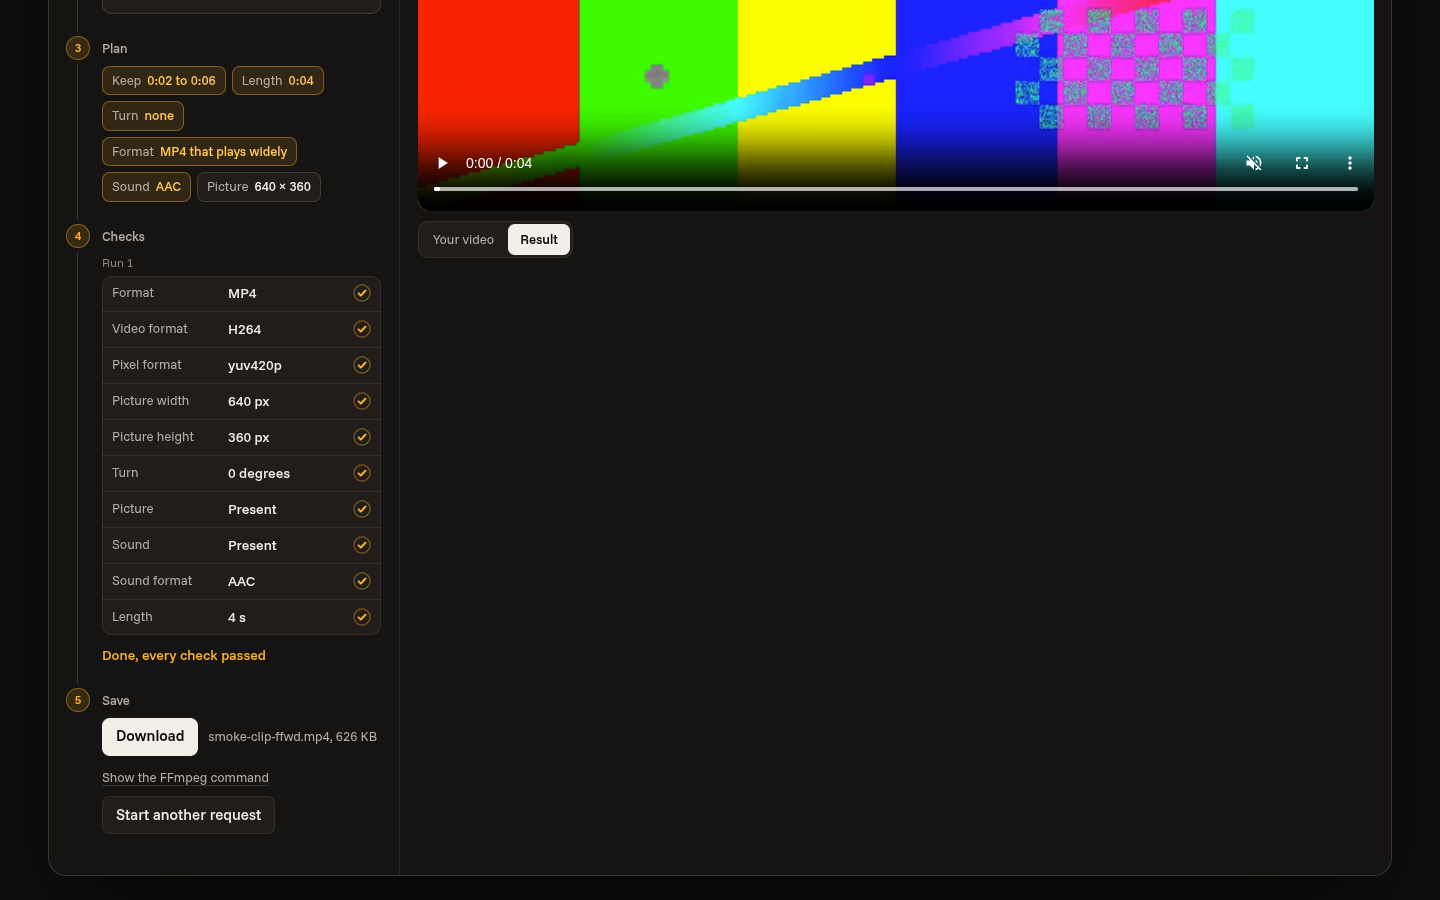 3 Plan
Keep 0:02 to 0:06 Length 0:04
Turn none
Format MP4 that plays widely
Sound AAC Picture 640 × 360
4 Checks
Run 1
Format MP4
Video format H264
Pixel format yuv420p
Picture width 640 px
Picture height 360 px
Turn 0 degrees
Picture Present
Sound Present
Sound format AAC
Length 4 s
Done, every check passed
5 Save
Download smoke-clip-ffwd.mp4, 626 KB
Show the FFmpeg command
Start another request
0:00 / 0:04
Your video Result